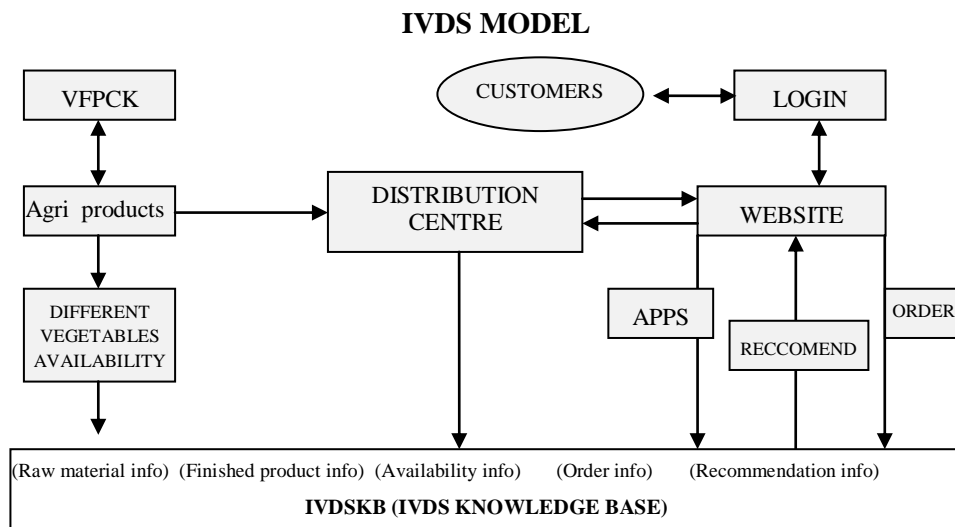 IVDS MODEL
VFPCK
CUSTOMERS
LOGIN
Agri products
DISTRIBUTION
CENTRE
WEBSITE
DIFFERENT
VEGETABLES
AVAILABILITY
APPS
RECCOMEND
ORDER
(Raw material info) (Finished product info) (Availability info) (Order info) (Recommendation info)
IVDSKB (IVDS KNOWLEDGE BASE)